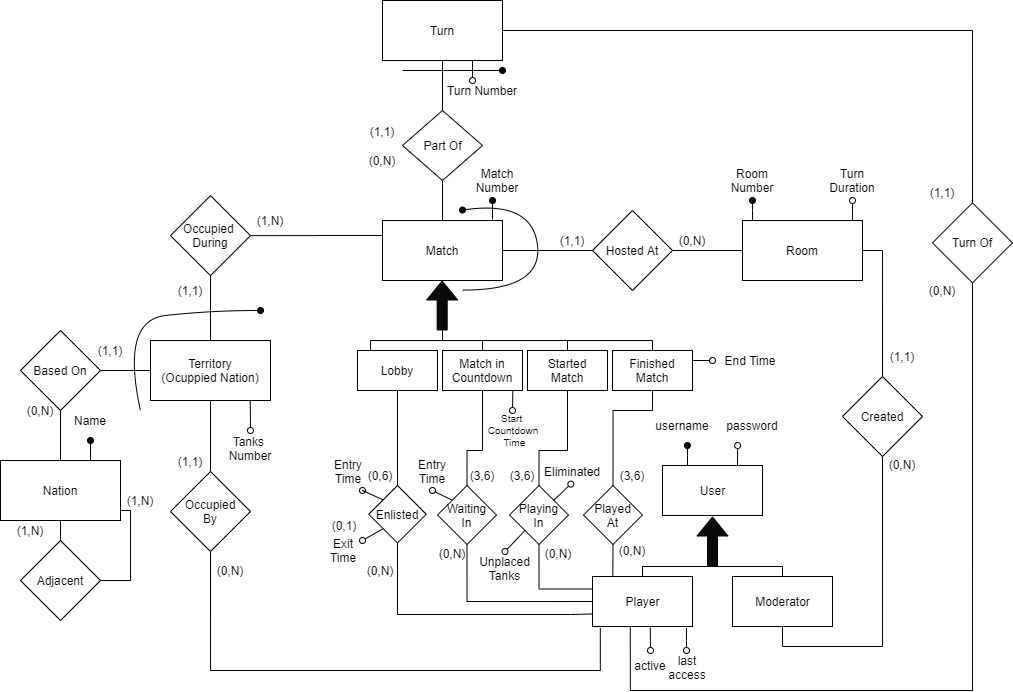 Turn
Turn Number
(1,1)
Part Of
(0,N)
Match
Number
Room
Number
Turn
Duration
(1,1)
Occupied
During
(1,N)
Match
(1,1)
Hosted At
(0,N)
Room
Turn Of
(1,1)
(0,N)
Based On
(1,1)
Territory
(Ocuppied Nation)
Lobby
Match in
Countdown
Started
Match
Finished
Match
End Time
(1,1)
(0,N)
Name
Tanks
Number
Start
Countdown
Time
username
password
Created
(1,1)
Entry
Time
(0,6)
Entry
Time
(3,6)
(3,6)
Eliminated
(3,6)
(0,N)
Nation
(1,N)
Occupied
By
User
(1,N)
(0,1)
Exit
Time
Enlisted
Waiting
In
Playing
In
Played
At
Adjacent
(0,N)
(0,N)
(0,N)
Unplaced
Tanks
(0,N)
(0,N)
Player
Moderator
active
last
access